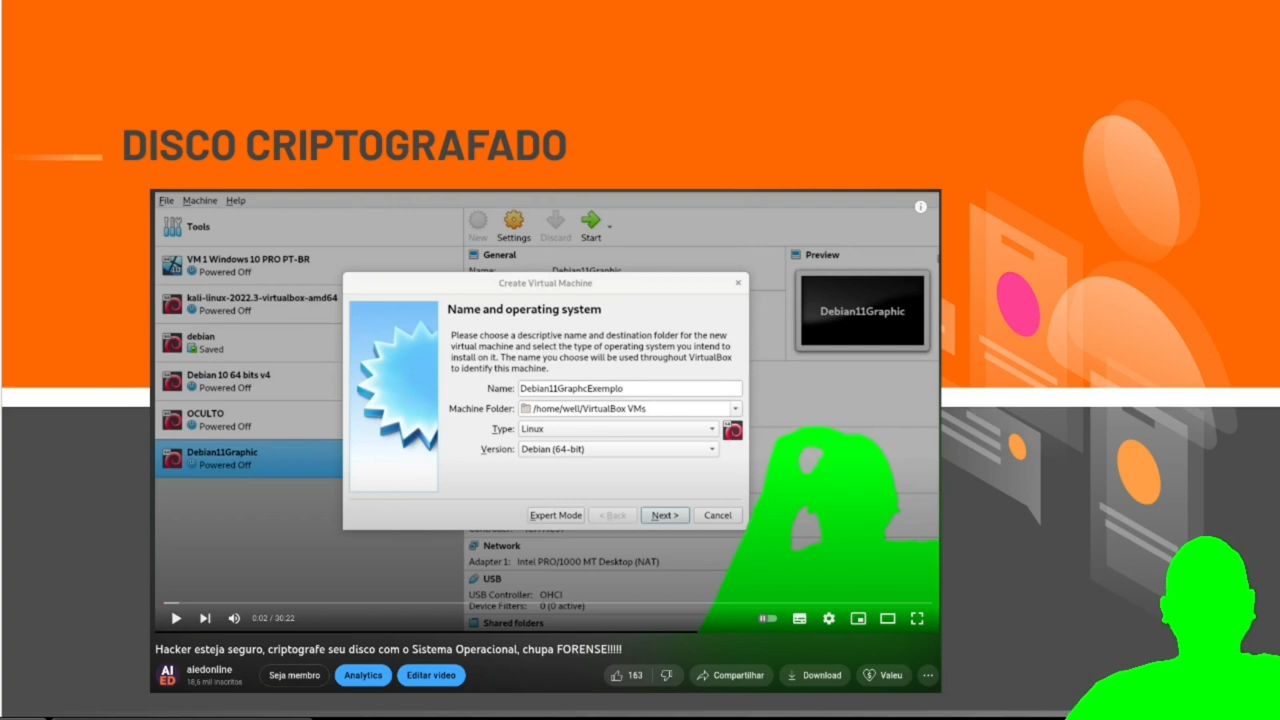 DISCO CRIPTOGRAFADO
File Machine Help
Tools
New Settings Discard Start
General
Preview
Name: Debian11Graphic
VM 1 Windows 10 PRO PT-BR
Powered Off
kali-linux-2022.3-virtualbox-amd64
Powered Off
debian
Saved
Debian 10 64 bits v4
Powered Off
OCULTO
Powered Off
Debian11Graphic
Powered Off
Debian11Graphic
Create Virtual Machine
Name and operating system
Please choose a descriptive name and destination folder for the new
virtual machine and select the type of operating system you intend to
install on it. The name you choose will be used throughout VirtualBox
to identify this machine.
Name: Debian11GraphcExemplo
Machine Folder: /home/well/VirtualBox VMs
Type: Linux
Version: Debian (64-bit)
Expert Mode < Back Next > Cancel
Network
Adapter 1: Intel PRO/1000 MT Desktop (NAT)
USB
USB Controller: OHCI
Device Filters: 0 (0 active)
Shared folders
0:02 / 30:22
Hacker esteja seguro, criptografe seu disco com o Sistema Operacional, chupa FORENSE!!!!!
AI
ED
aiedonline
18,6 mil inscritos
Seja membro Analytics Editar vídeo 163 Compartilhar Download Valeu